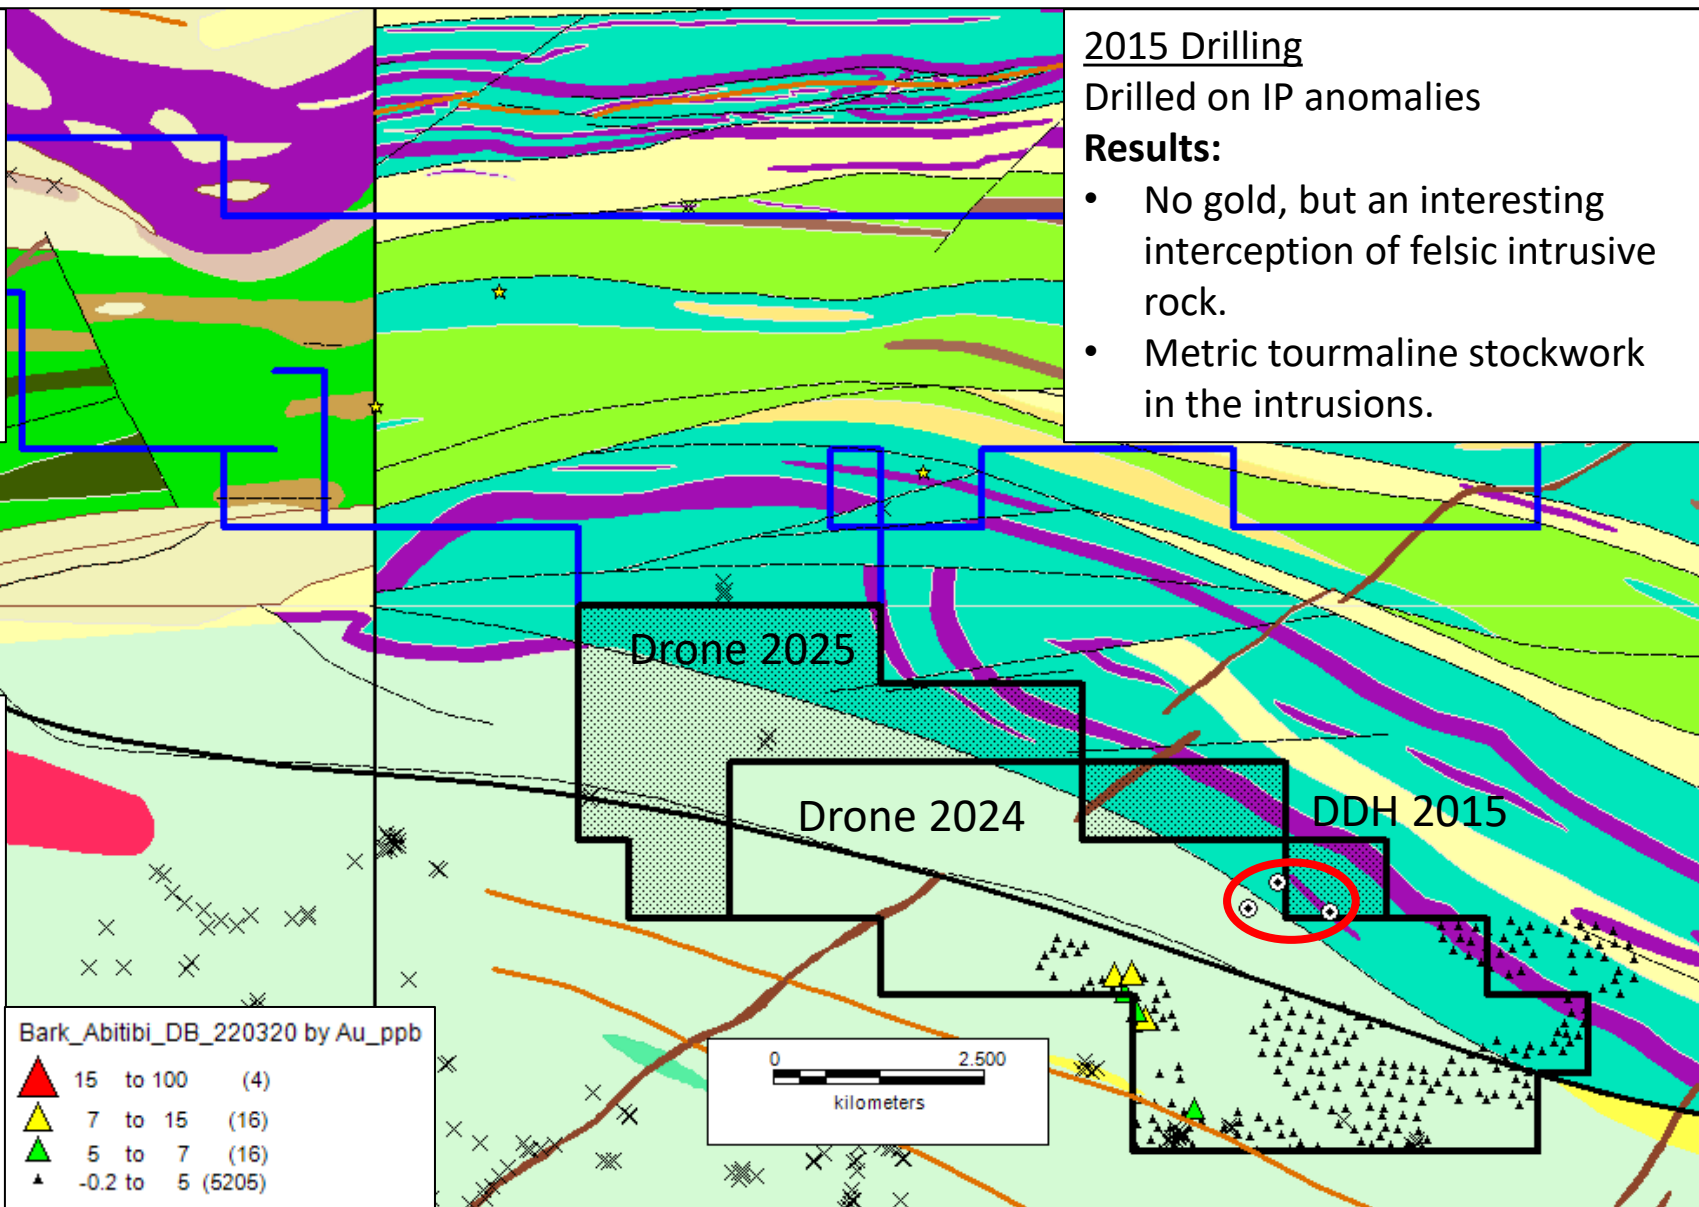 2015 Drilling
Drilled on IP anomalies
Results:
• No gold, but an interesting
interception of felsic intrusive
rock.
• Metric tourmaline stockwork
in the intrusions.
Drone 2025
Drone 2024
DDH 2015
Bark_Abitibi_DB_220320 by Au_ppb
15 to 100 (4)
7 to 15 (16)
5 to 7 (16)
-0.2 to 5 (5205)
0 2.500
kilometers